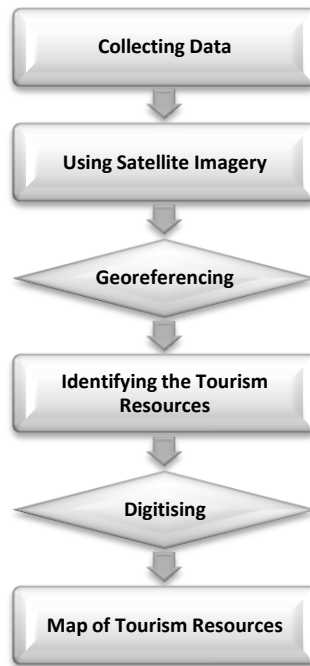 Collecting Data
Using Satellite Imagery
Georeferencing
Identifying the Tourism
Resources
Digitising
Map of Tourism Resources